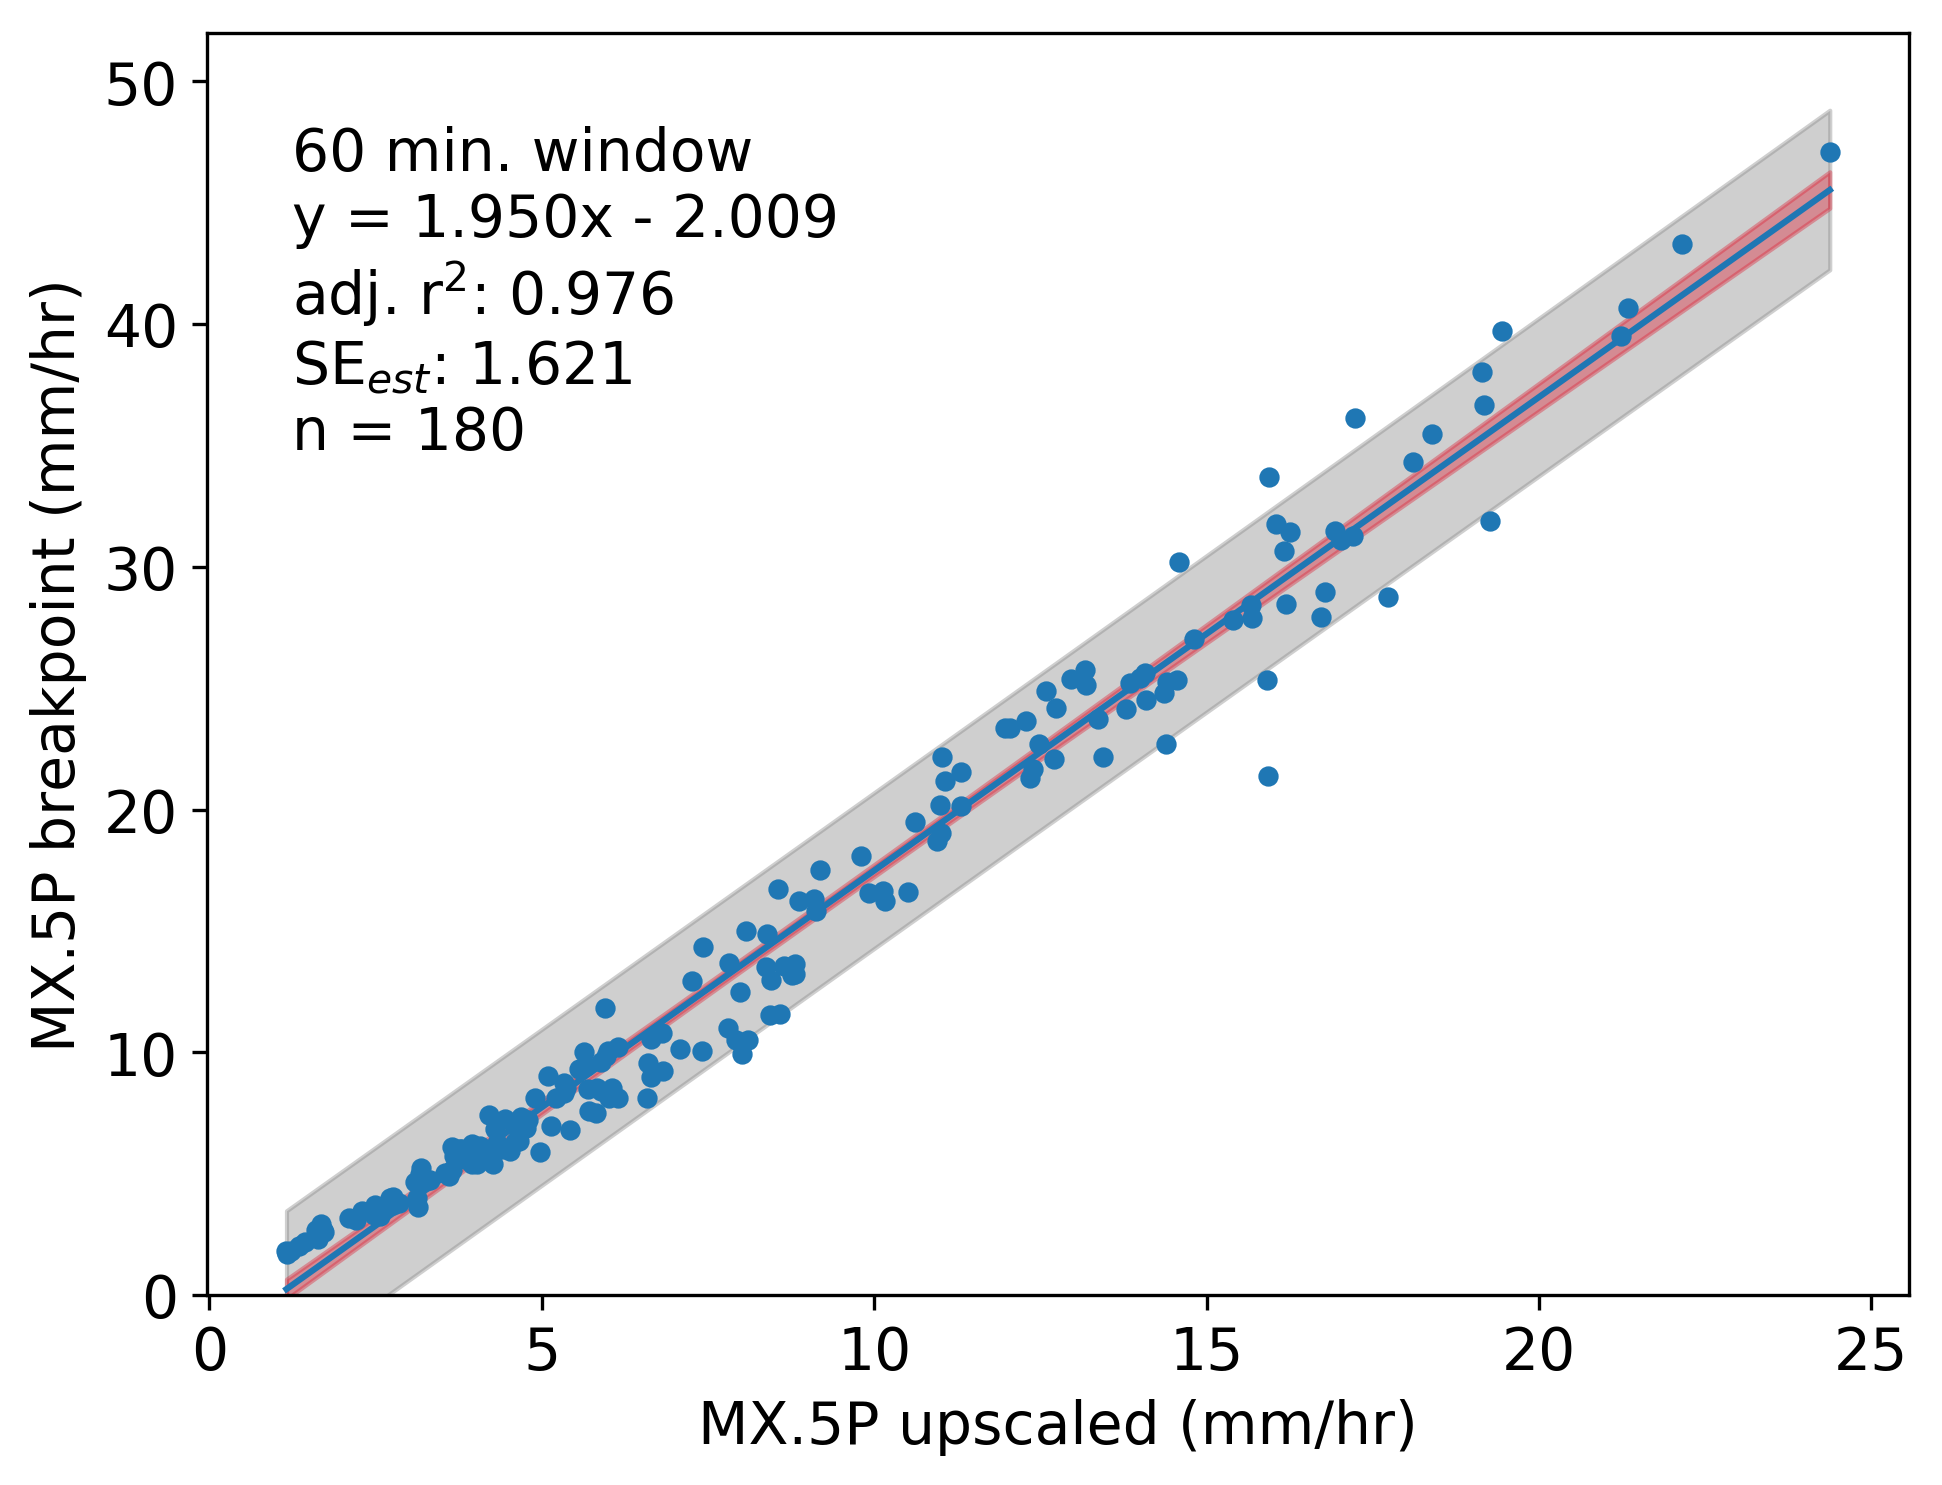 60 min. window
y = 1.950x - 2.009
adj. r²: 0.976
SEest: 1.621
n = 180
MX.5P breakpoint (mm/hr)
50
40
30
20
10
0
0 5 10 15 20 25
MX.5P upscaled (mm/hr)